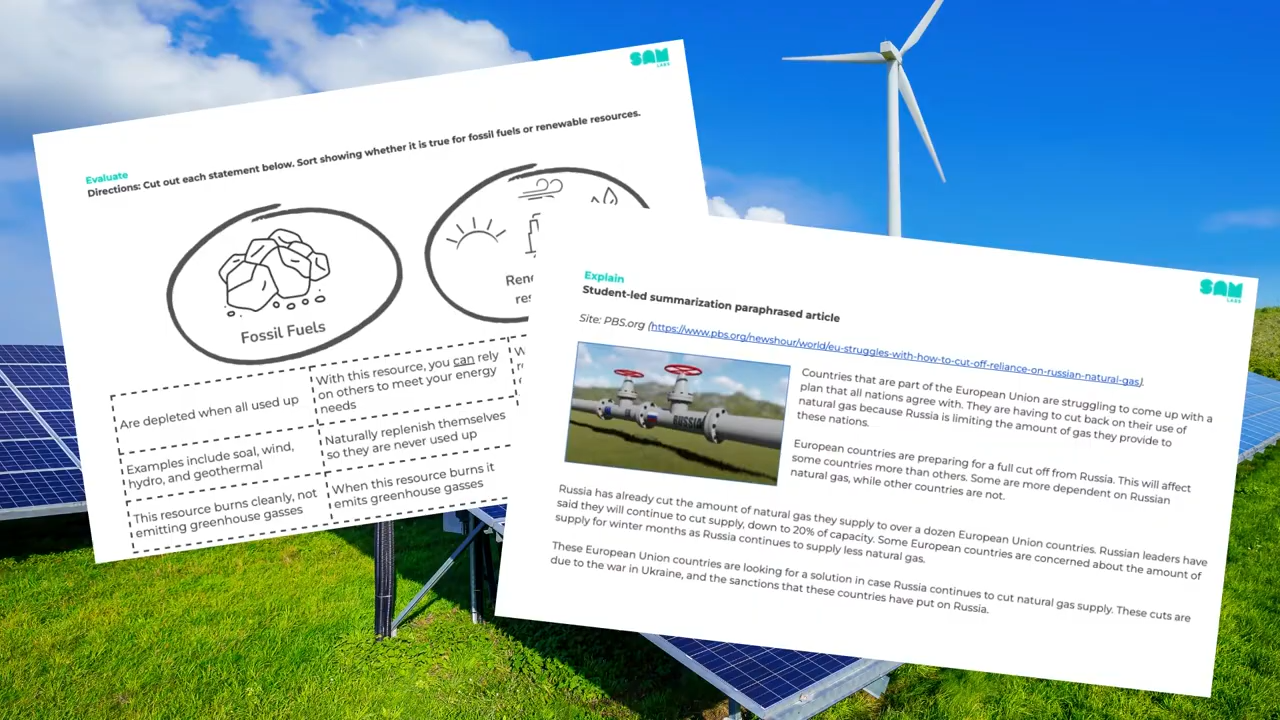 SAM
LABS
Evaluate
Directions: Cut out each statement below. Sort showing whether it is true for fossil fuels or renewable resources.
Fossil Fuels
Are depleted when all used up
With this resource, you can rely
on others to meet your energy
needs
Examples include soal, wind,
hydro, and geothermal
Naturally replenish themselves
so they are never used up
This resource burns cleanly, not
emitting greenhouse gasses
When this resource burns it
emits greenhouse gasses
SAM
LABS
Explain
Student-led summarization paraphrased article
Site: PBS.org (https://www.pbs.org/newshour/world/eu-struggles-with-how-to-cut-off-reliance-on-russian-natural-gas).
RUSSIA
Countries that are part of the European Union are struggling to come up with a
plan that all nations agree with. They are having to cut back on their use of
natural gas because Russia is limiting the amount of gas they provide to
these nations.
European countries are preparing for a full cut off from Russia. This will affect
some countries more than others. Some are more dependent on Russian
natural gas, while other countries are not.
Russia has already cut the amount of natural gas they supply to over a dozen European Union countries. Russian leaders have
said they will continue to cut supply, down to 20% of capacity. Some European countries are concerned about the amount of
supply for winter months as Russia continues to supply less natural gas.
These European Union countries are looking for a solution in case Russia continues to cut natural gas supply. These cuts are
due to the war in Ukraine, and the sanctions that these countries have put on Russia.